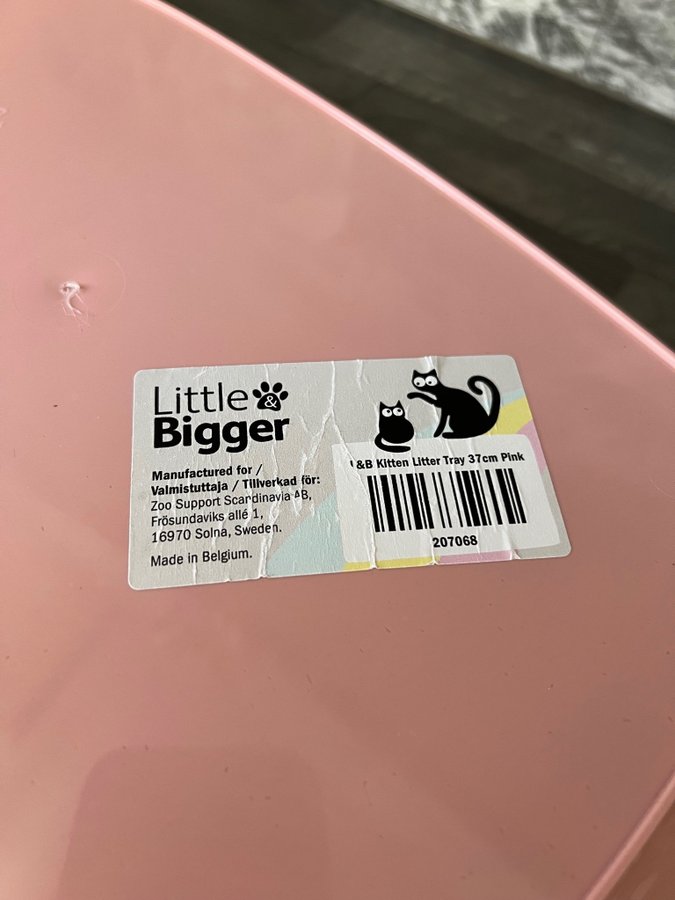 Little &
Bigger
Manufactured for /
Valmistuttaja / Tillverkad för:
Zoo Support Scandinavia AB,
Frösundaviks allé 1,
16970 Solna, Sweden.
Made in Belgium.
L&B Kitten Litter Tray 37cm Pink
207068